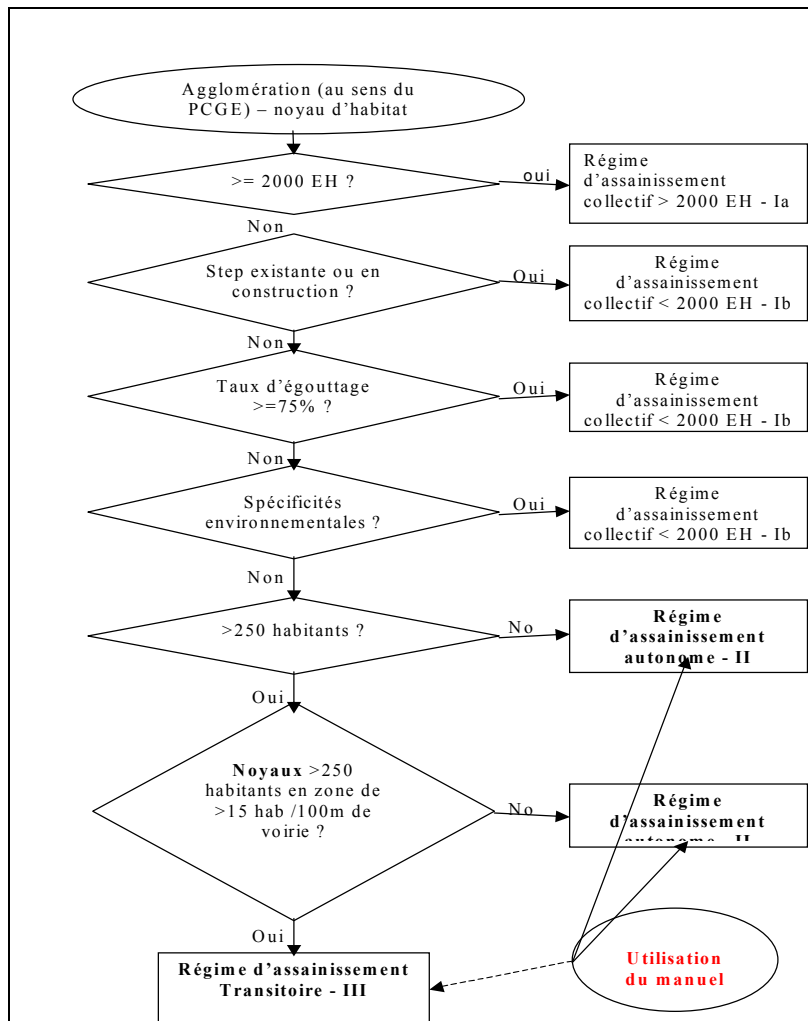 Agglomération (au sens du
PCGE) – noyau d'habitat
>= 2000 EH ?
oui
Régime
d'assainissement
collectif > 2000 EH - Ia
Non
Step existante ou en
construction ?
Oui
Régime
d'assainissement
collectif < 2000 EH - Ib
Non
Taux d'égouttage
>=75% ?
Oui
Régime
d'assainissement
collectif < 2000 EH - Ib
Non
Spécificités
environnementales ?
Oui
Régime
d'assainissement
collectif < 2000 EH - Ib
Non
>250 habitants ?
No
Régime
d'assainissement
autonome - II
Oui
Noyaux >250
habitants en zone de
>15 hab /100m de
voirie ?
No
Régime
d'assainissement
autonome - II
Oui
Régime d'assainissement
Transitoire - III
Utilisation
du manuel